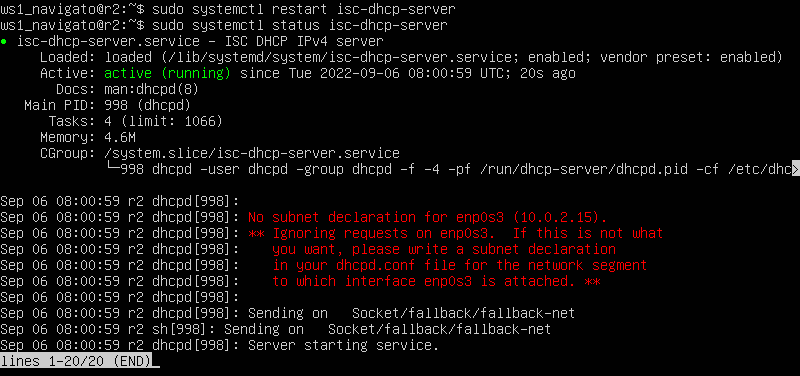 ws1_navigato@r2:~$ sudo systemctl restart isc-dhcp-server
ws1_navigato@r2:~$ sudo systemctl status isc-dhcp-server
● isc-dhcp-server.service - ISC DHCP IPv4 server
Loaded: loaded (/lib/systemd/system/isc-dhcp-server.service; enabled; vendor preset: enabled)
Active: active (running) since Tue 2022-09-06 08:00:59 UTC; 20s ago
Docs: man:dhcpd(8)
Main PID: 998 (dhcpd)
Tasks: 4 (limit: 1066)
Memory: 4.6M
CGroup: /system.slice/isc-dhcp-server.service
└─998 dhcpd -user dhcpd -group dhcpd -f -4 -pf /run/dhcp-server/dhcpd.pid -cf /etc/dhc>
Sep 06 08:00:59 r2 dhcpd[998]:
Sep 06 08:00:59 r2 dhcpd[998]: No subnet declaration for enp0s3 (10.0.2.15).
Sep 06 08:00:59 r2 dhcpd[998]: ** Ignoring requests on enp0s3.  If this is not what
Sep 06 08:00:59 r2 dhcpd[998]:    you want, please write a subnet declaration
Sep 06 08:00:59 r2 dhcpd[998]:    in your dhcpd.conf file for the network segment
Sep 06 08:00:59 r2 dhcpd[998]:    to which interface enp0s3 is attached. **
Sep 06 08:00:59 r2 dhcpd[998]:
Sep 06 08:00:59 r2 dhcpd[998]: Sending on   Socket/fallback/fallback-net
Sep 06 08:00:59 r2 sh[998]: Sending on   Socket/fallback/fallback-net
Sep 06 08:00:59 r2 dhcpd[998]: Server starting service.
lines 1-20/20 (END)